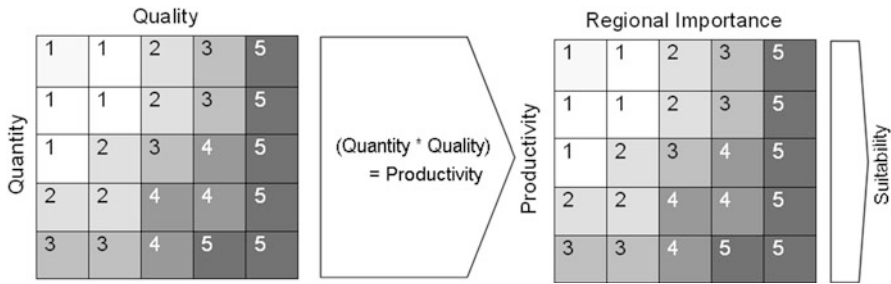 Quality
Quantity
1 1 2 3 5
1 1 2 3 5
1 2 3 4 5
2 2 4 4 5
3 3 4 5 5
(Quantity * Quality)
= Productivity
Regional Importance
Productivity
1 1 2 3 5
1 1 2 3 5
1 2 3 4 5
2 2 4 4 5
3 3 4 5 5
Suitability